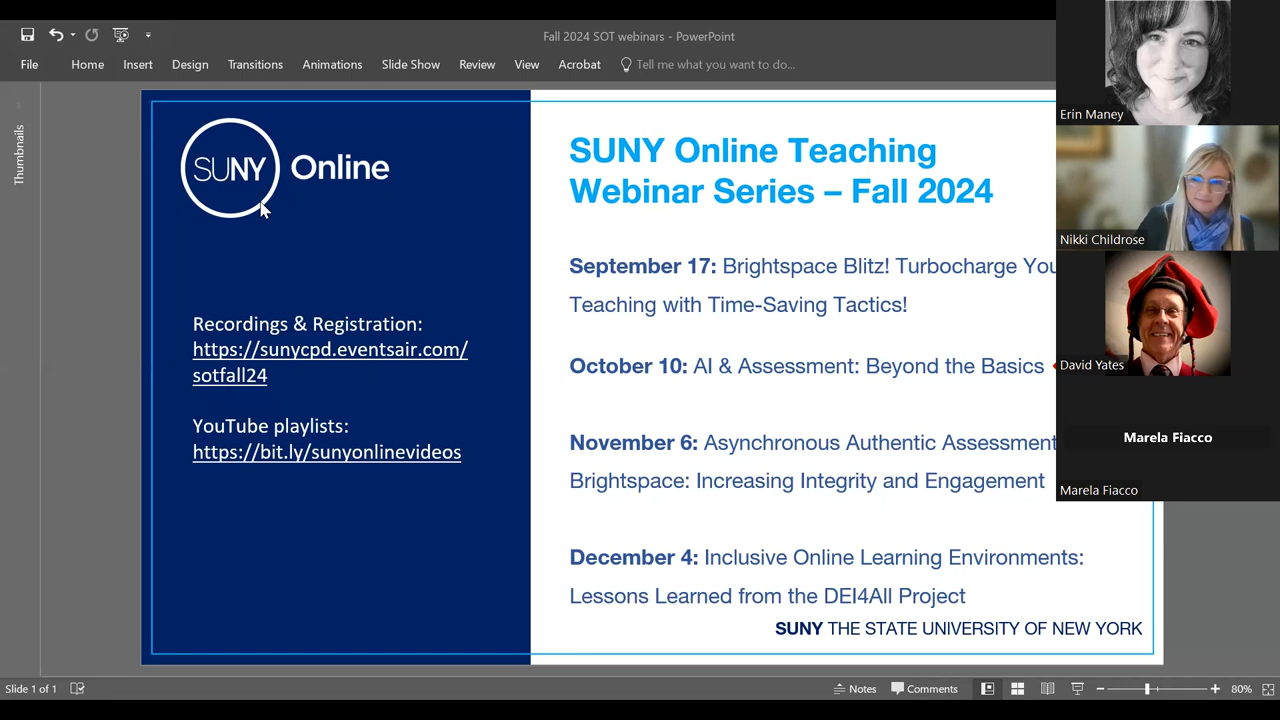 Fall 2024 SOT webinars - PowerPoint
File Home Insert Design Transitions Animations Slide Show Review View Acrobat Tell me what you want to do...
Thumbnails
SUNY Online
Recordings & Registration:
https://sunycpd.eventsair.com/
sotfall24
YouTube playlists:
https://bit.ly/sunyonlinevideos
SUNY Online Teaching
Webinar Series – Fall 2024
September 17: Brightspace Blitz! Turbocharge You
Teaching with Time-Saving Tactics!
October 10: AI & Assessment: Beyond the Basics
November 6: Asynchronous Authentic Assessment
Brightspace: Increasing Integrity and Engagement
December 4: Inclusive Online Learning Environments:
Lessons Learned from the DEI4All Project
SUNY THE STATE UNIVERSITY OF NEW YORK
Erin Maney
Nikki Childrose
David Yates
Marela Fiacco
Marela Fiacco
Slide 1 of 1 Notes Comments 80%